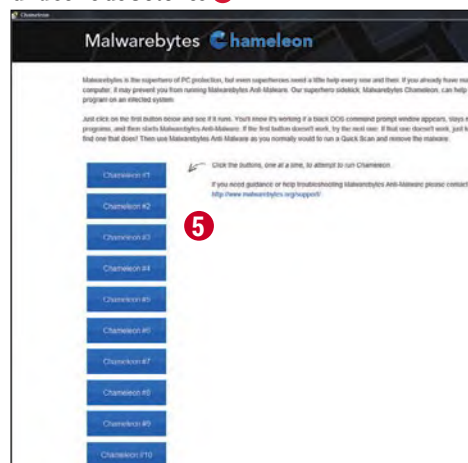 Chameleon
Malwarebytes Chameleon
Malwarebytes is the superhero of PC protection, but even superheroes need a little help every now and then. If you already have
computer, it may prevent you from running Malwarebytes Anti-Malware. Our superhero sidekick, Malwarebytes Chameleon, can help
program on an infected system.
Just click on the first button below and see if it runs. You'll know it's working if a black DOS command prompt window appears, stays
programs, and then starts Malwarebytes Anti-Malware. If the first button doesn't work, try the next one. If that one doesn't work, just
find one that does! Then use Malwarebytes Anti-Malware as you normally would to run a Quick Scan and remove the malware.
Click the buttons, one at a time, to attempt to run Chameleon.
If you need guidance or help troubleshooting Malwarebytes Anti-Malware please contact
http://www.malwarebytes.org/support/
Chameleon #1
Chameleon #2
Chameleon #3
5
Chameleon #4
Chameleon #5
Chameleon #6
Chameleon #7
Chameleon #8
Chameleon #9
Chameleon #10